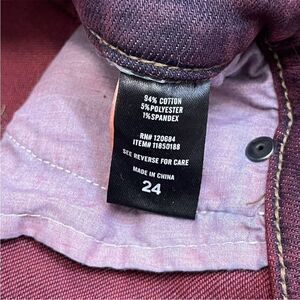 94% COTTON
5% POLYESTER
1% SPANDEX
RN# 120684
ITEM# 11850188
SEE REVERSE FOR CARE
MADE IN CHINA
24